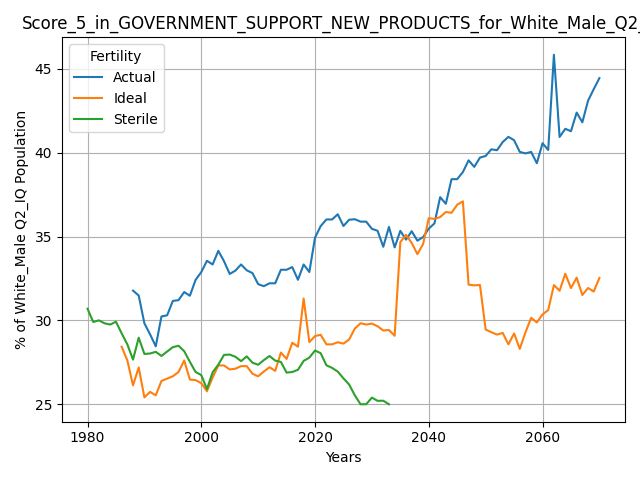 Score_5_in_GOVERNMENT_SUPPORT_NEW_PRODUCTS_for_White_Male_Q2_
Fertility
Actual
Ideal
Sterile
% of White_Male Q2_IQ Population
45
40
35
30
25
1980 2000 2020 2040 2060
Years